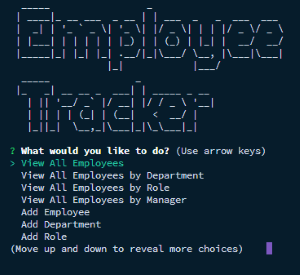 Employee
Tracker
? What would you like to do? (Use arrow keys)
> View All Employees
View All Employees by Department
View All Employees by Role
View All Employees by Manager
Add Employee
Add Department
Add Role
(Move up and down to reveal more choices)